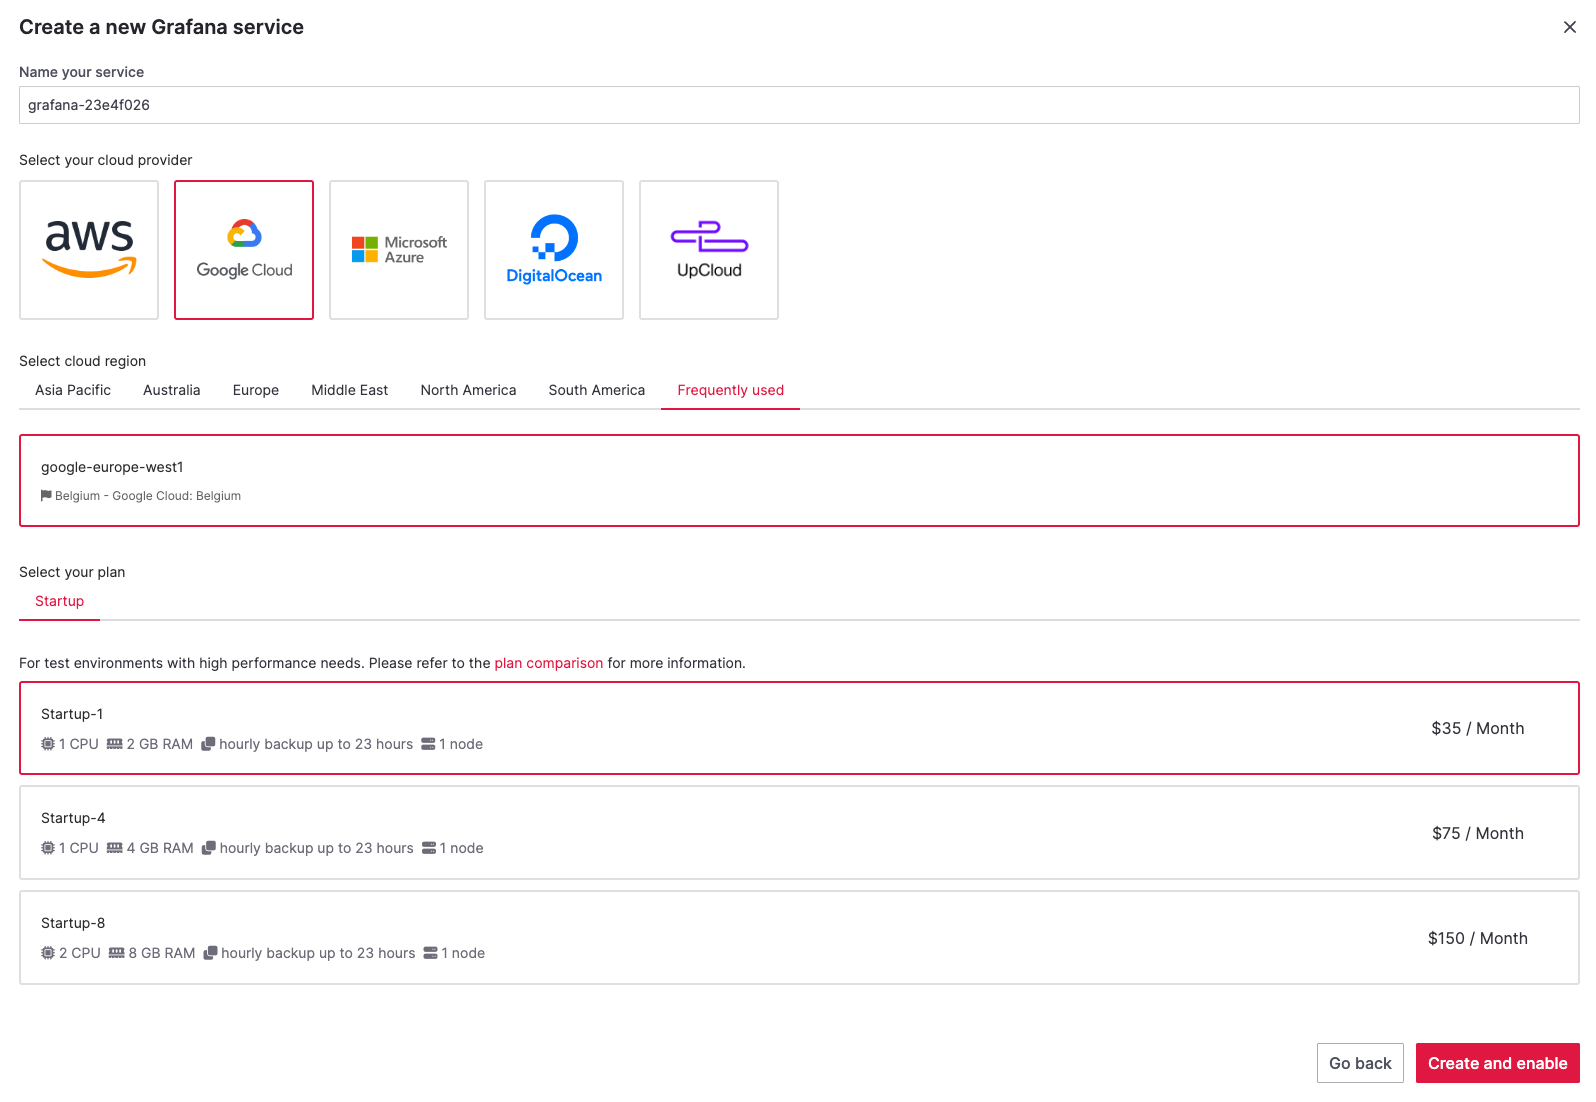 Create a new Grafana service
Name your service
grafana-23e4f026
Select your cloud provider
aws
Google Cloud
Microsoft
Azure
DigitalOcean
UpCloud
Select cloud region
Asia Pacific Australia Europe Middle East North America South America Frequently used
google-europe-west1
Belgium - Google Cloud: Belgium
Select your plan
Startup
For test environments with high performance needs. Please refer to the plan comparison for more information.
Startup-1
1 CPU 2 GB RAM hourly backup up to 23 hours 1 node
$35 / Month
Startup-4
1 CPU 4 GB RAM hourly backup up to 23 hours 1 node
$75 / Month
Startup-8
2 CPU 8 GB RAM hourly backup up to 23 hours 1 node
$150 / Month
Go back Create and enable